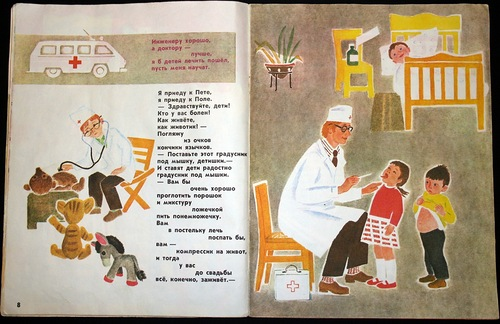 Инженеру хорошо,
а доктору —
лучше,
я б детей лечить пошёл,
пусть меня научат.
Я приеду к Пете,
я приеду к Поле.
— Здравствуйте, дети!
Кто у вас болен?
Как живёте,
как животик! —
Погляжу
из очков
кончики язычков.
— Поставьте этот градусник
под мышку, детишки.—
И ставят дети радостно
градусник под мышки.
— Вам бы
очень хорошо
проглотить порошок
и микстуру
ложечкой
пить понемножечку.
Вам
в постельку лечь
поспать бы,
вам —
компрессик на живот,
и тогда
у вас
до свадьбы
всё, конечно, заживёт.—
8